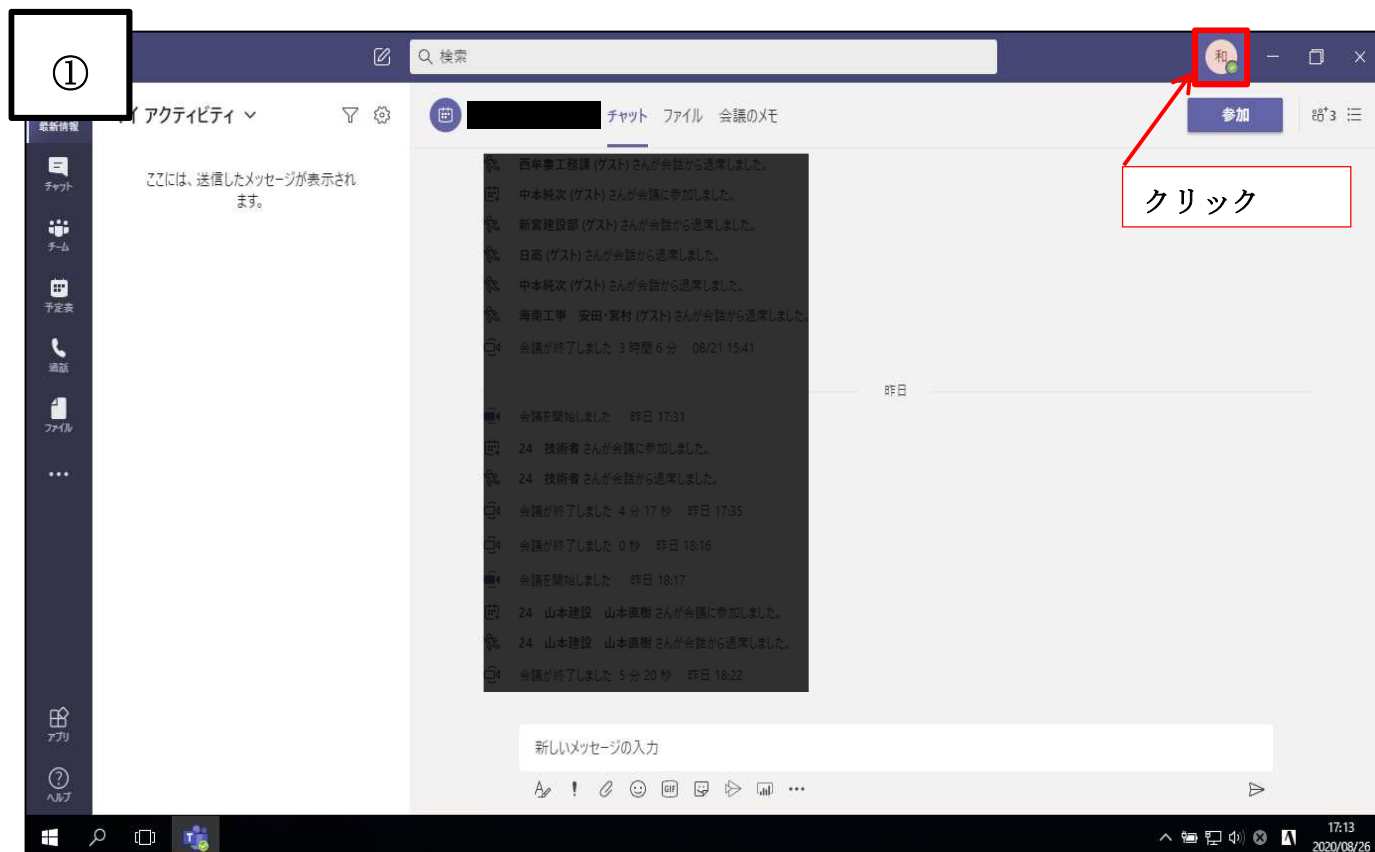 ①
検索
和
最新情報
イ アクティビティ
チャット ファイル 会議のメモ
参加
3
チャット
チーム
予定表
通話
ファイル
ここには、送信したメッセージが表示され
ます。
西牟婁工務課 (ゲスト) さんが会話から退席しました。
中本純次 (ゲスト) さんが会議に参加しました。
新宮建設部 (ゲスト) さんが会話から退席しました。
日高 (ゲスト) さんが会話から退席しました。
中本純次 (ゲスト) さんが会話から退席しました。
海南工事 安田・宮村 (ゲスト) さんが会話から退席しました。
会議が終了しました 3 時間 6 分 08/21 15:41
昨日
会議を開始しました 昨日 17:31
24 技術者 さんが会議に参加しました。
24 技術者 さんが会話から退席しました。
会議が終了しました 4 分 17 秒 昨日 17:35
会議が終了しました 0 秒 昨日 18:16
会議を開始しました 昨日 18:17
24 山本建設 山本直樹 さんが会議に参加しました。
24 山本建設 山本直樹 さんが会話から退席しました。
会議が終了しました 5 分 20 秒 昨日 18:22
クリック
アプリ
ヘルプ
新しいメッセージの入力
GIF
17:13
2020/08/26